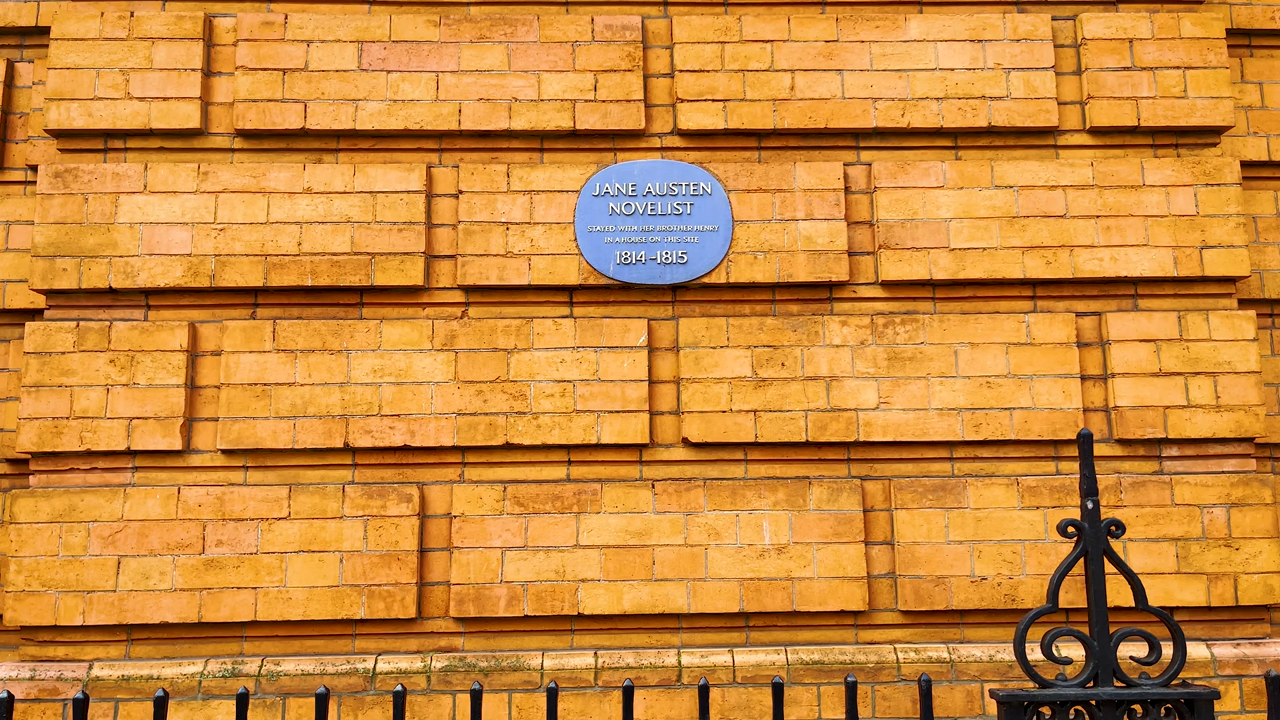 JANE AUSTEN
NOVELIST
STAYED WITH HER BROTHER HENRY
IN A HOUSE ON THIS SITE
1814-1815